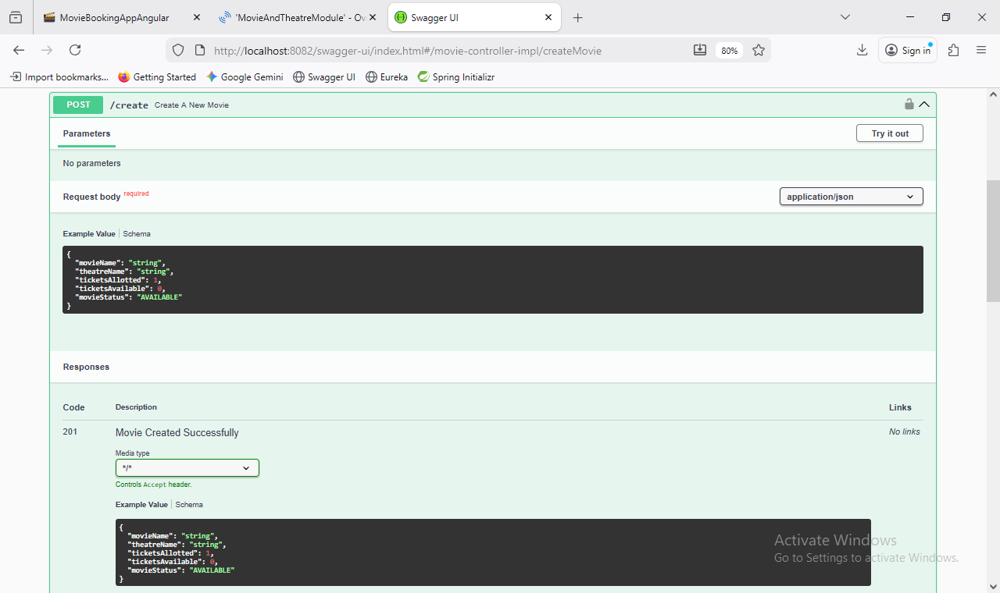 MovieBookingAppAngular
'MovieAndTheatreModule' - Ove
Swagger UI
http://localhost:8082/swagger-ui/index.html#/movie-controller-impl/createMovie
80%
Sign in
Import bookmarks...
Getting Started
Google Gemini
Swagger UI
Eureka
Spring Initializr
POST /create Create A New Movie
Parameters
Try it out
No parameters
Request body required
application/json
Example Value Schema
{
"movieName": "string",
"theatreName": "string",
"ticketsAllotted": 1,
"ticketsAvailable": 0,
"movieStatus": "AVAILABLE"
}
Responses
Code Description Links
201 Movie Created Successfully No links
Media type
*/*
Controls Accept header.
Example Value Schema
{
"movieName": "string",
"theatreName": "string",
"ticketsAllotted": 1,
"ticketsAvailable": 0,
"movieStatus": "AVAILABLE"
}
Activate Windows
Go to Settings to activate Windows.